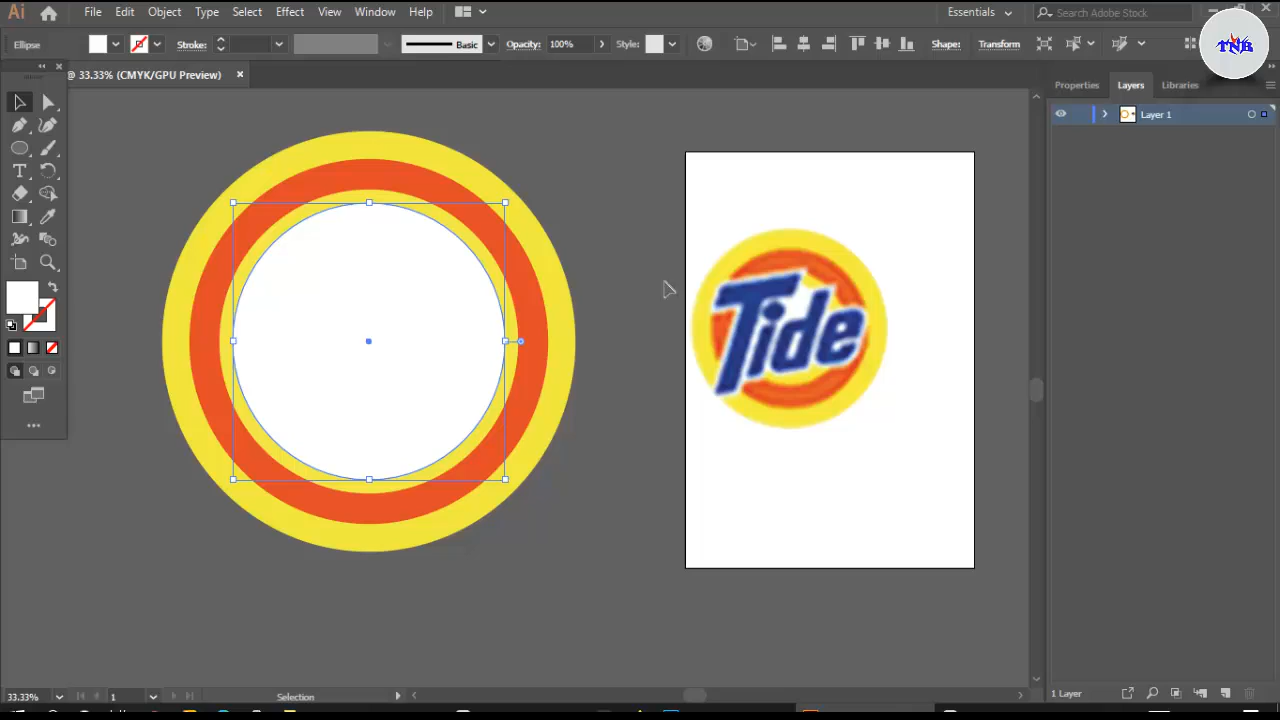 Ai File Edit Object Type Select Effect View Window Help Essentials Search Adobe Stock
Ellipse Stroke: Basic Opacity: 100% Style: Shape: Transform
TNB
@ 33.33% (CMYK/GPU Preview) ×
Properties Layers Libraries
Layer 1
Tide
T
33.33% 1 Selection 1 Layer